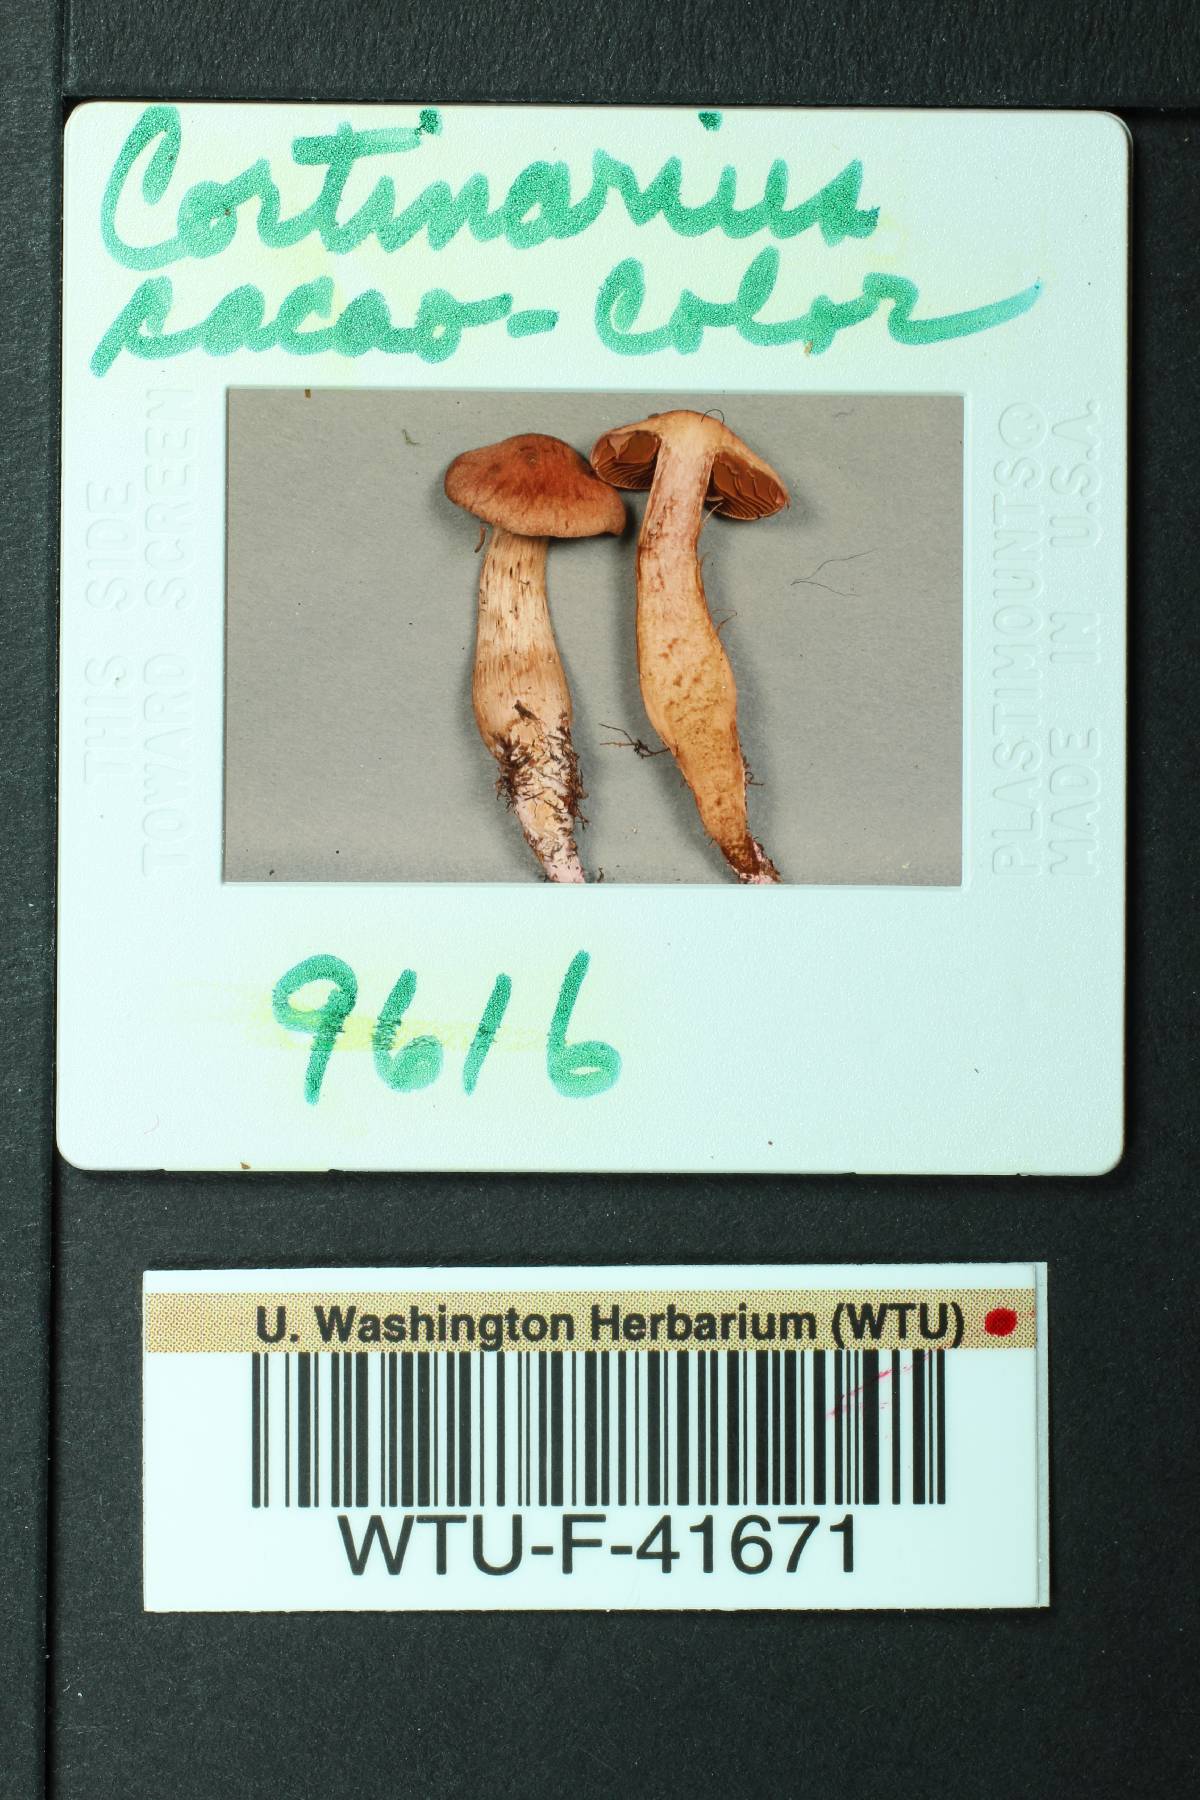 Cortinarius
cacao-color
THIS SIDE
TOWARD SCREEN
PLASTIMOUNTS®
MADE IN U.S.A.
9616
U. Washington Herbarium (WTU)
WTU-F-41671